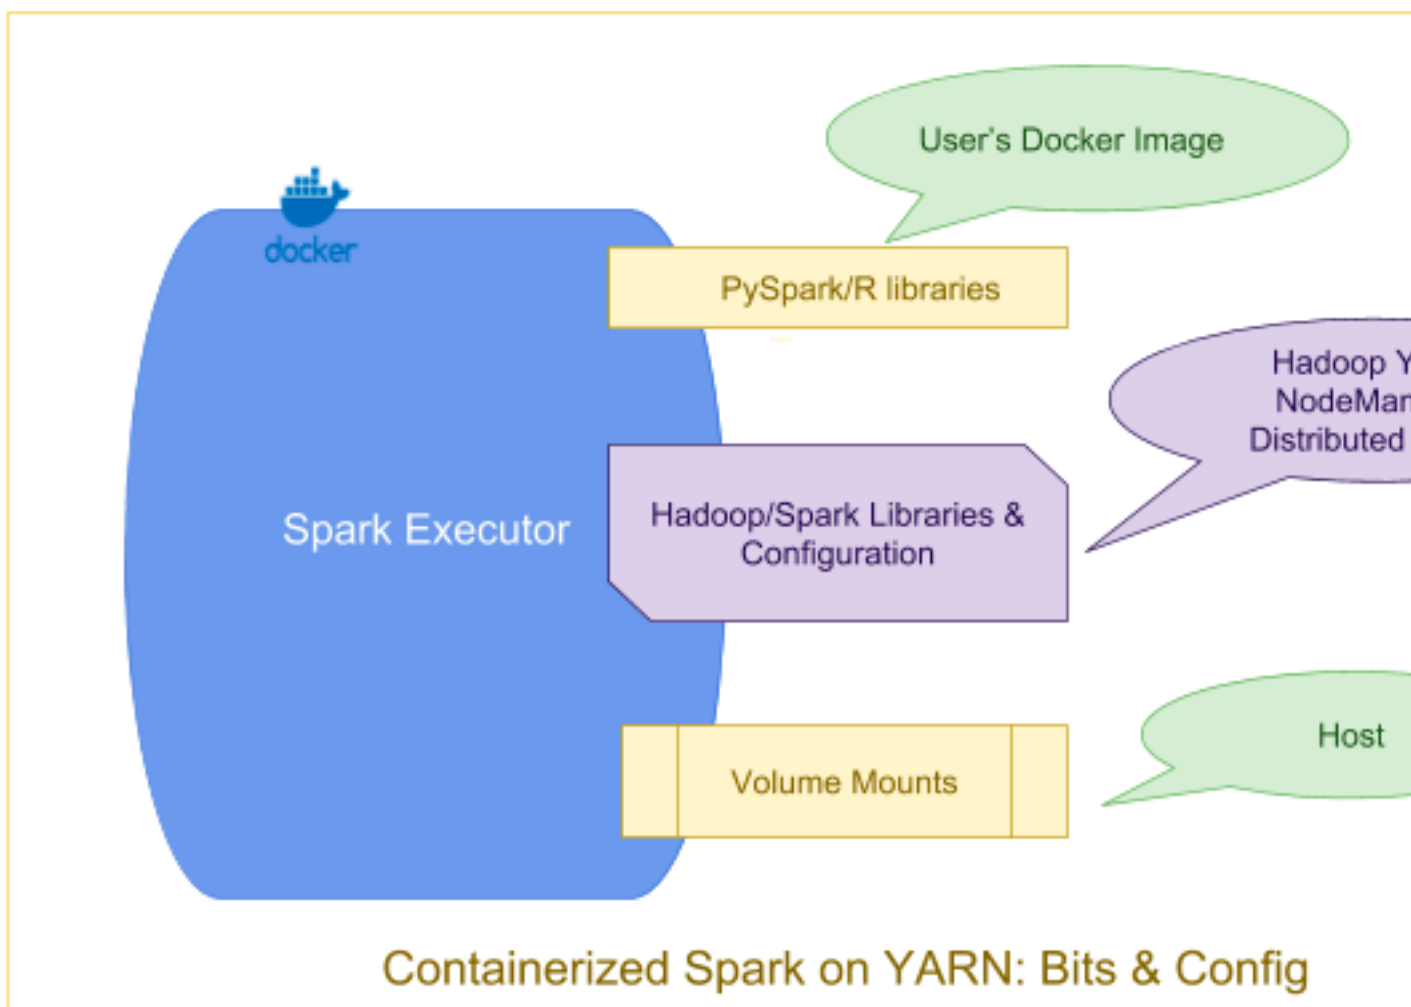 User's Docker Image
docker
PySpark/R libraries
Hadoop
Distributed
Hadoop/Spark Libraries &
Configuration
Spark Executor
Host
Volume Mounts
Containerized Spark on YARN: Bits & Config